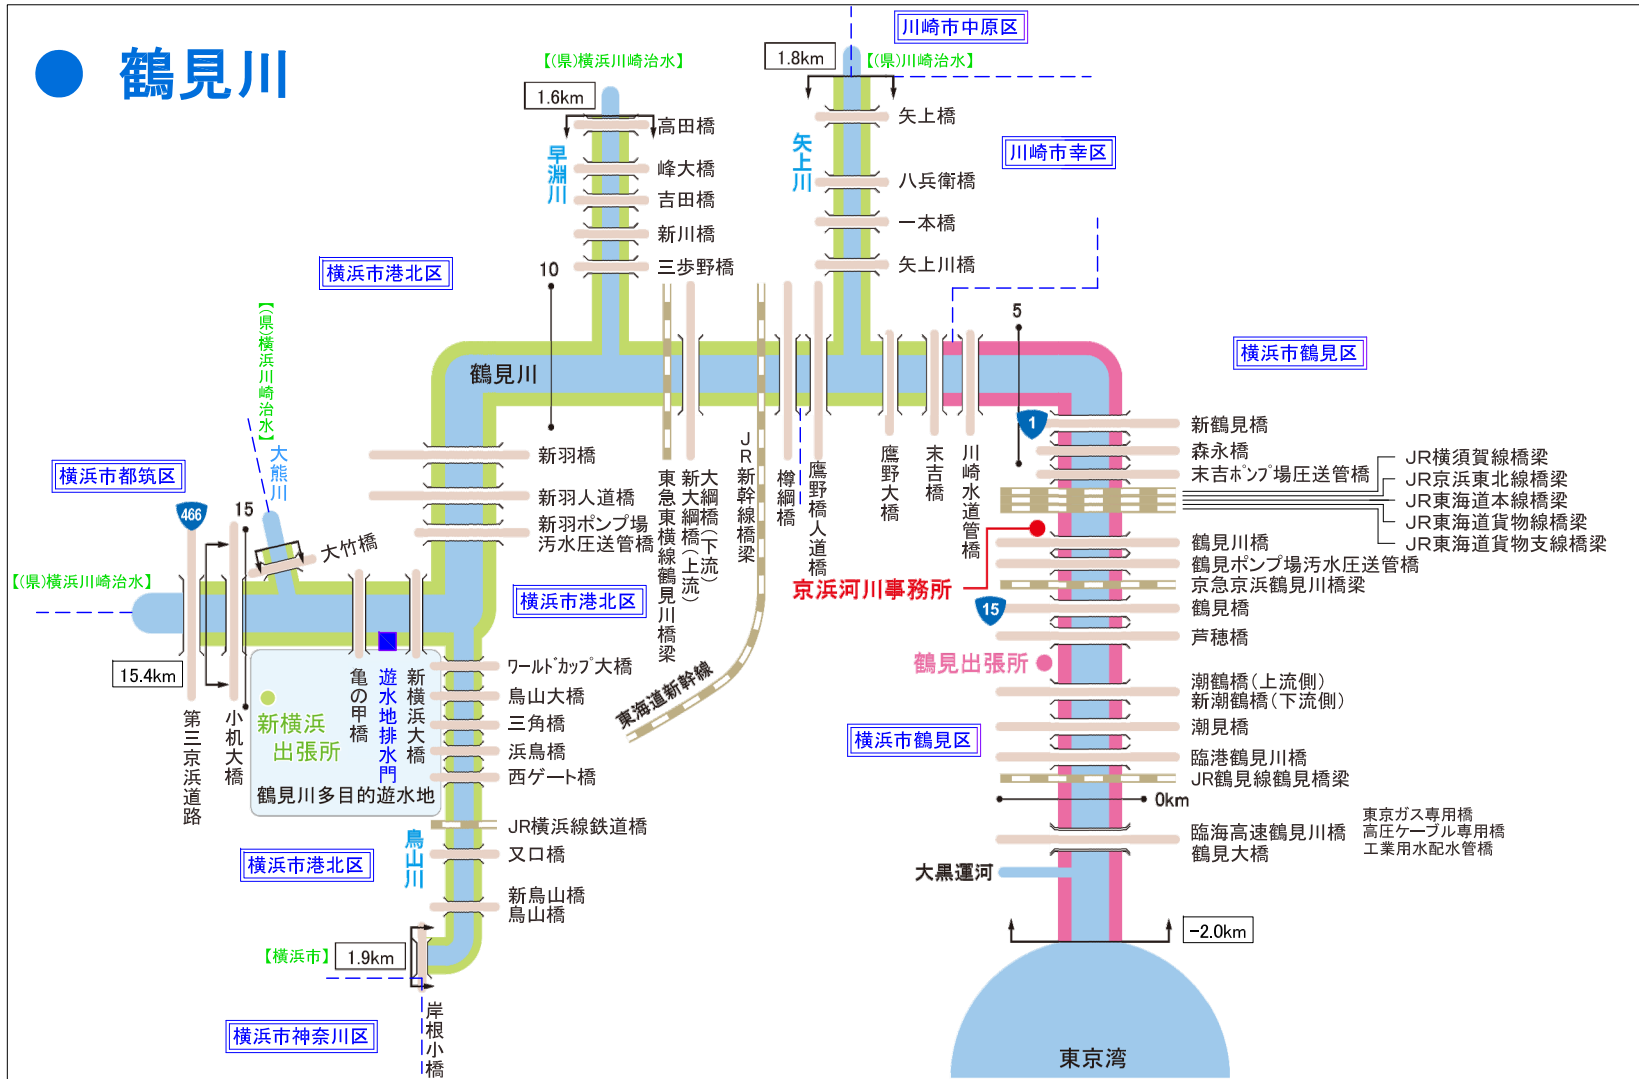 鶴見川
【(県)横浜川崎治水】
1.6km
高田橋
峰大橋
吉田橋
新川橋
三歩野橋
早淵川
1.8km
【(県)川崎治水】
川崎市中原区
矢上橋
八兵衛橋
一本橋
矢上川橋
矢上川
川崎市幸区
横浜市港北区
10
5
横浜市鶴見区
【(県)横浜川崎治水】
大熊川
鶴見川
新羽橋
新羽人道橋
新羽ポンプ場
汚水圧送管橋
東急東横線鶴見川橋梁
新大綱橋(上流)
大綱橋(下流)
JR新幹線橋梁
樽綱橋
鷹野橋人道橋
鷹野大橋
末吉橋
川崎水道管橋
1
新鶴見橋
森永橋
末吉ポンプ場圧送管橋
JR横須賀線橋梁
JR京浜東北線橋梁
JR東海道本線橋梁
JR東海道貨物線橋梁
JR東海道貨物支線橋梁
横浜市都筑区
466
15
大竹橋
【(県)横浜川崎治水】
15.4km
横浜市港北区
京浜河川事務所
鶴見川橋
鶴見ポンプ場汚水圧送管橋
京急京浜鶴見川橋梁
15
鶴見橋
芦穂橋
鶴見出張所
潮鶴橋(上流側)
新潮鶴橋(下流側)
潮見橋
臨港鶴見川橋
JR鶴見線鶴見橋梁
0km
横浜市鶴見区
第三京浜道路
小机大橋
新横浜
出張所
亀の甲橋
遊水地排水門
新横浜大橋
鶴見川多目的遊水地
ワールドカップ大橋
鳥山大橋
三角橋
浜鳥橋
西ゲート橋
JR横浜線鉄道橋
又口橋
新鳥山橋
鳥山橋
鳥山川
東海道新幹線
横浜市港北区
臨海高速鶴見川橋
鶴見大橋
東京ガス専用橋
高圧ケーブル専用橋
工業用水配水管橋
大黒運河
-2.0km
【横浜市】
1.9km
岸根小橋
横浜市神奈川区
東京湾